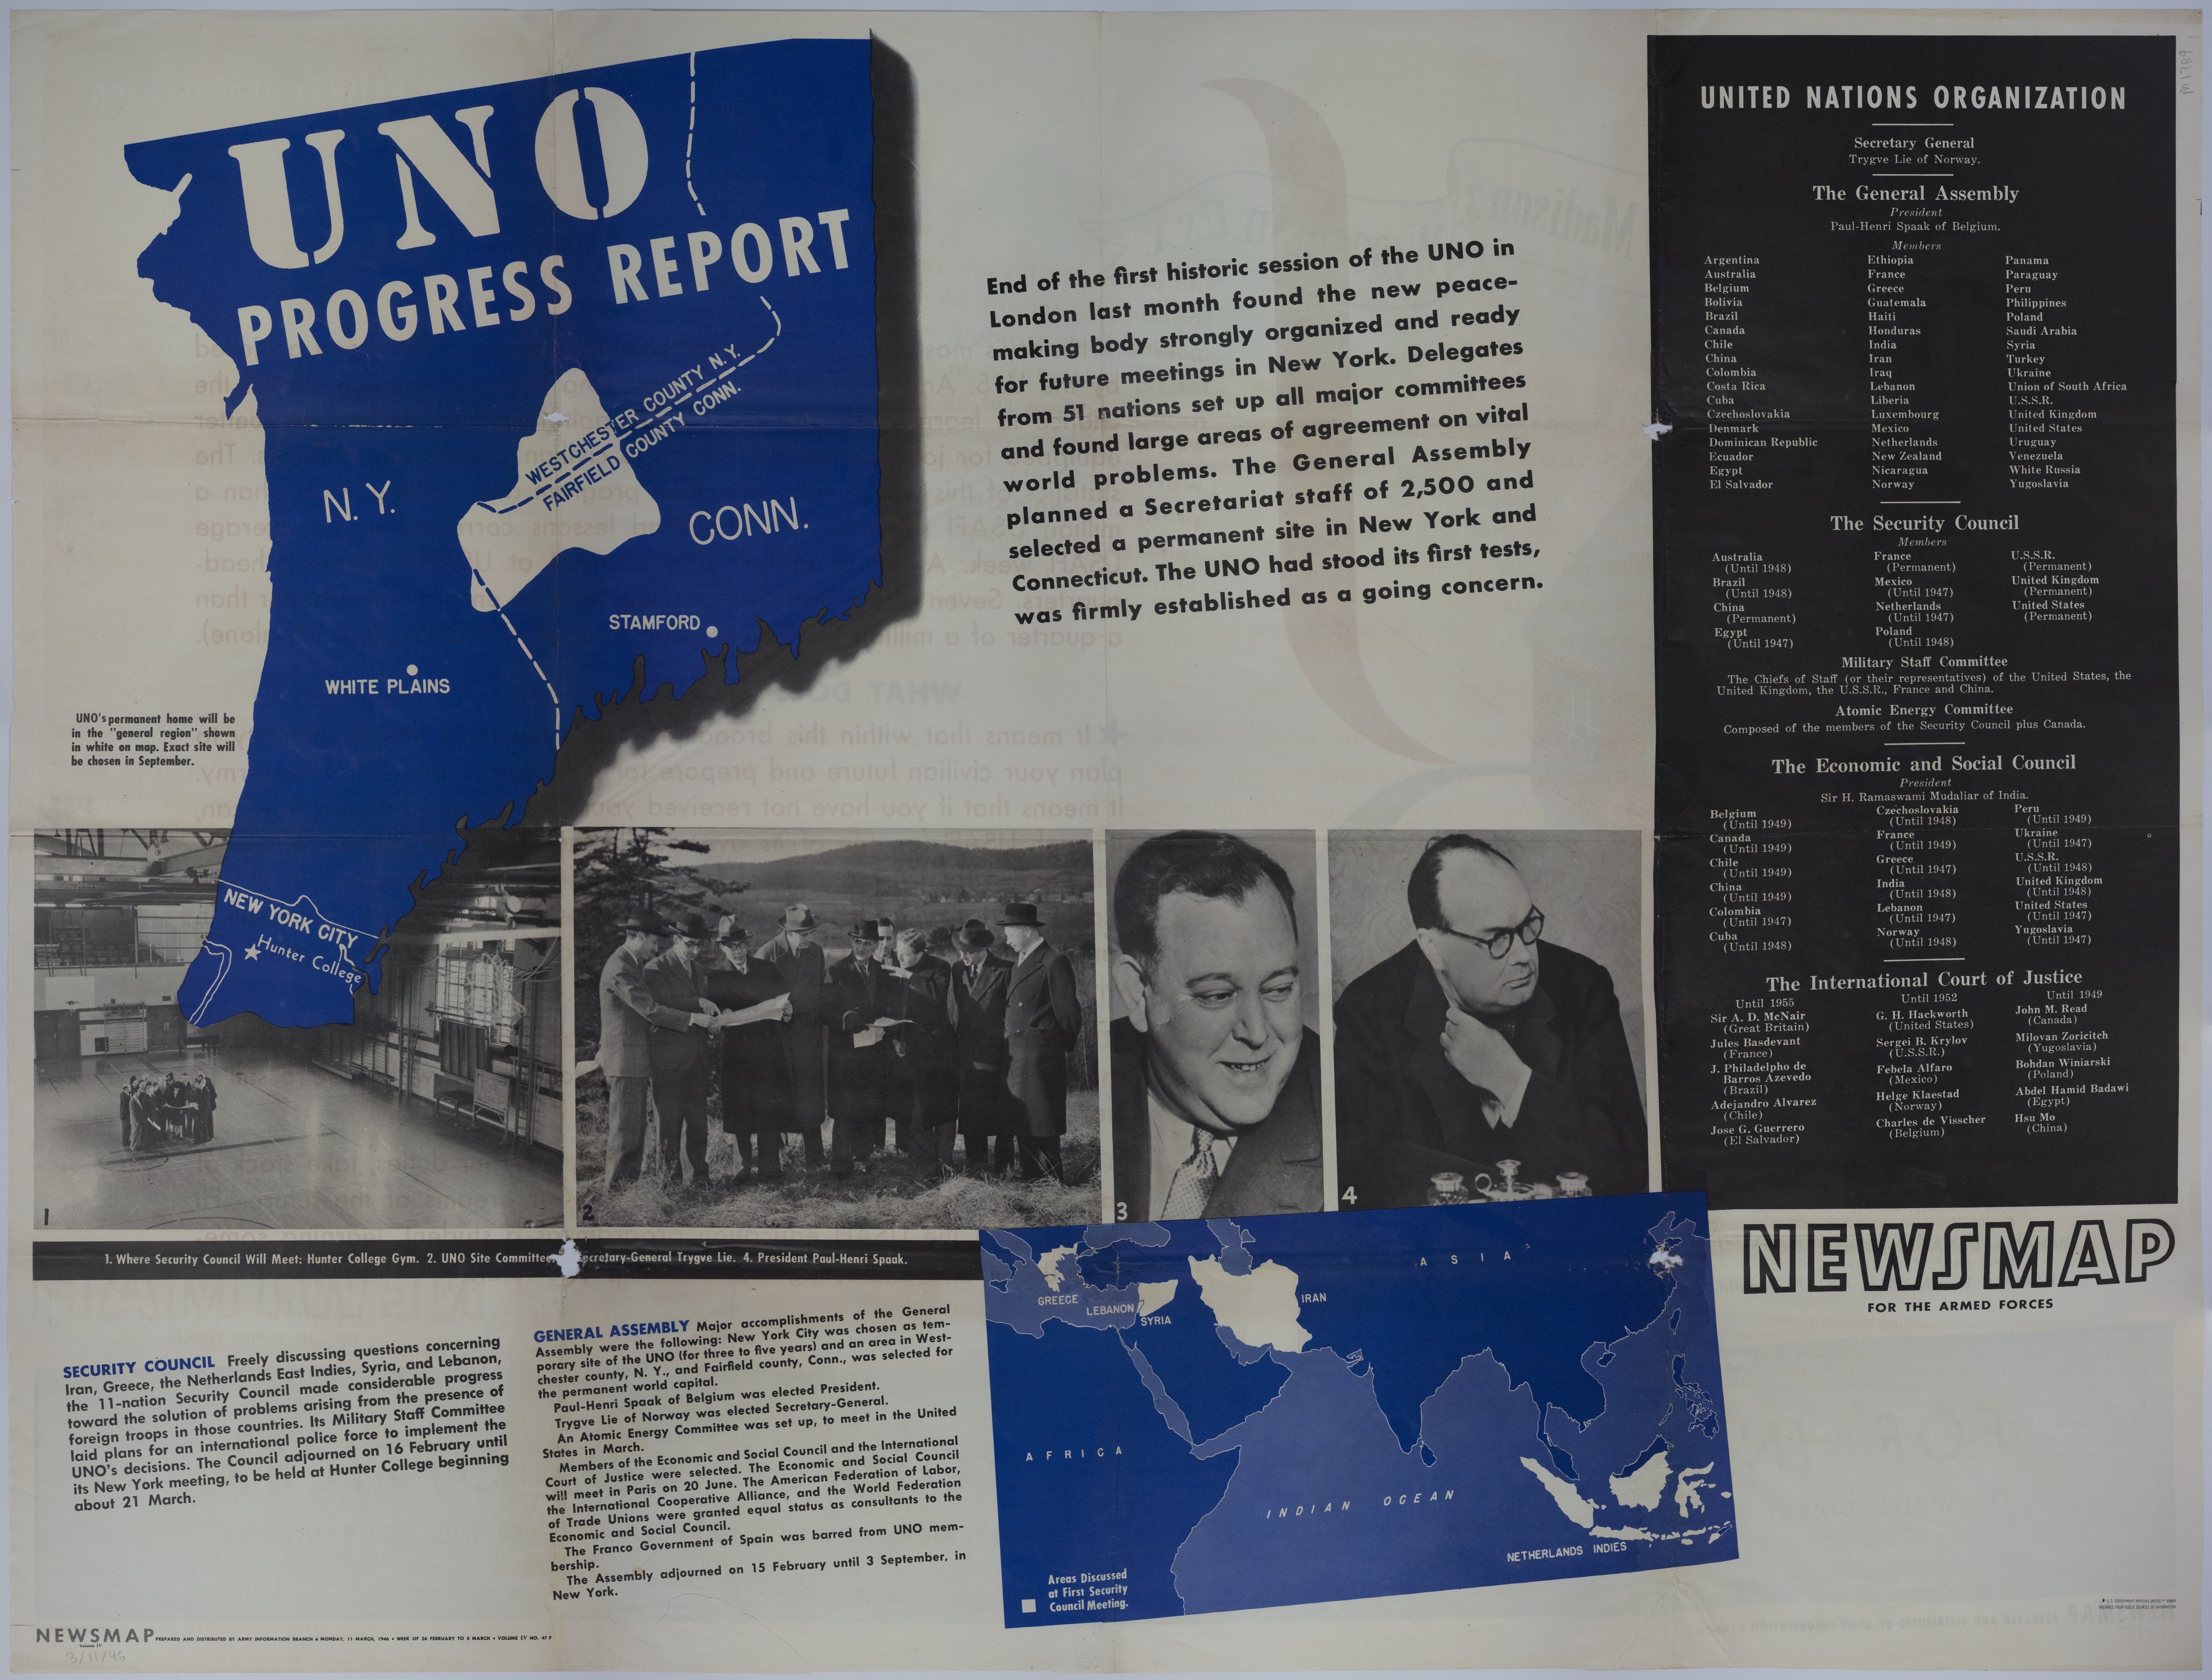 UNO
PROGRESS REPORT
WESTCHESTER COUNTY N.Y.
FAIRFIELD COUNTY CONN.
N.Y.
CONN.
STAMFORD
WHITE PLAINS
NEW YORK CITY
Hunter College
UNO's permanent home will be
in the "general region" shown
in white on map. Exact site will
be chosen in September.
End of the first historic session of the UNO in
London last month found the new peace-
making body strongly organized and ready
for future meetings in New York. Delegates
from 51 nations set up all major committees
and found large areas of agreement on vital
world problems. The General Assembly
planned a Secretariat staff of 2,500 and
selected a permanent site in New York and
Connecticut. The UNO had stood its first tests,
was firmly established as a going concern.
1
2
3
4
1. Where Security Council Will Meet: Hunter College Gym. 2. UNO Site Committee ecretary-General Trygve Lie. 4. President Paul-Henri Spaak.
SECURITY COUNCIL Freely discussing questions concerning
Iran, Greece, the Netherlands East Indies, Syria, and Lebanon,
the 11-nation Security Council made considerable progress
toward the solution of problems arising from the presence of
foreign troops in those countries. Its Military Staff Committee
laid plans for an international police force to implement the
UNO's decisions. The Council adjourned on 16 February until
its New York meeting, to be held at Hunter College beginning
about 21 March.
GENERAL ASSEMBLY Major accomplishments of the General
Assembly were the following: New York City was chosen as tem-
porary site of the UNO (for three to five years) and an area in West-
chester county, N. Y., and Fairfield county, Conn., was selected for
the permanent world capital.
Paul-Henri Spaak of Belgium was elected President.
Trygve Lie of Norway was elected Secretary-General.
An Atomic Energy Committee was set up, to meet in the United
States in March.
Members of the Economic and Social Council and the International
Court of Justice were selected. The Economic and Social Council
will meet in Paris on 20 June. The American Federation of Labor,
the International Cooperative Alliance, and the World Federation
of Trade Unions were granted equal status as consultants to the
Economic and Social Council.
The Franco Government of Spain was barred from UNO mem-
bership.
The Assembly adjourned on 15 February until 3 September, in
New York.
GREECE
LEBANON
SYRIA
IRAN
ASIA
AFRICA
INDIAN OCEAN
NETHERLANDS INDIES
Areas Discussed
at First Security
Council Meeting.
UNITED NATIONS ORGANIZATION
Secretary General
Trygve Lie of Norway.
The General Assembly
President
Paul-Henri Spaak of Belgium.
Members
Argentina
Australia
Belgium
Bolivia
Brazil
Canada
Chile
China
Colombia
Costa Rica
Cuba
Czechoslovakia
Denmark
Dominican Republic
Ecuador
Egypt
El Salvador
Ethiopia
France
Greece
Guatemala
Haiti
Honduras
India
Iran
Iraq
Lebanon
Liberia
Luxembourg
Mexico
Netherlands
New Zealand
Nicaragua
Norway
Panama
Paraguay
Peru
Philippines
Poland
Saudi Arabia
Syria
Turkey
Ukraine
Union of South Africa
U.S.S.R.
United Kingdom
United States
Uruguay
Venezuela
White Russia
Yugoslavia
The Security Council
Members
Australia
(Until 1948)
Brazil
(Until 1948)
China
(Permanent)
Egypt
(Until 1947)
France
(Permanent)
Mexico
(Until 1947)
Netherlands
(Until 1947)
Poland
(Until 1948)
U.S.S.R.
(Permanent)
United Kingdom
(Permanent)
United States
(Permanent)
Military Staff Committee
The Chiefs of Staff (or their representatives) of the United States, the
United Kingdom, the U.S.S.R., France and China.
Atomic Energy Committee
Composed of the members of the Security Council plus Canada.
The Economic and Social Council
President
Sir H. Ramaswami Mudaliar of India.
Belgium
(Until 1949)
Canada
(Until 1949)
Chile
(Until 1949)
China
(Until 1949)
Colombia
(Until 1947)
Cuba
(Until 1948)
Czechoslovakia
(Until 1948)
France
(Until 1949)
Greece
(Until 1947)
India
(Until 1948)
Lebanon
(Until 1947)
Norway
(Until 1948)
Peru
(Until 1949)
Ukraine
(Until 1947)
U.S.S.R.
(Until 1948)
United Kingdom
(Until 1948)
United States
(Until 1947)
Yugoslavia
(Until 1947)
The International Court of Justice
Until 1955
Sir A. D. McNair
(Great Britain)
Jules Basdevant
(France)
J. Philadelpho de
Barros Azevedo
(Brazil)
Adejandro Alvarez
(Chile)
Jose G. Guerrero
(El Salvador)
Until 1952
G. H. Hackworth
(United States)
Sergei B. Krylov
(U.S.S.R.)
Febela Alfaro
(Mexico)
Helge Klaestad
(Norway)
Charles de Visscher
(Belgium)
Until 1949
John M. Read
(Canada)
Milovan Zoricitch
(Yugoslavia)
Bohdan Winiarski
(Poland)
Abdel Hamid Badawi
(Egypt)
Hsu Mo
(China)
NEWSMAP
FOR THE ARMED FORCES
NEWSMAP PREPARED AND DISTRIBUTED BY ARMY INFORMATION BRANCH • MONDAY, 11 MARCH, 1946 • WEEK OF 26 FEBRUARY TO 5 MARCH • VOLUME IV NO. 47 F
Volume IV
3/11/46